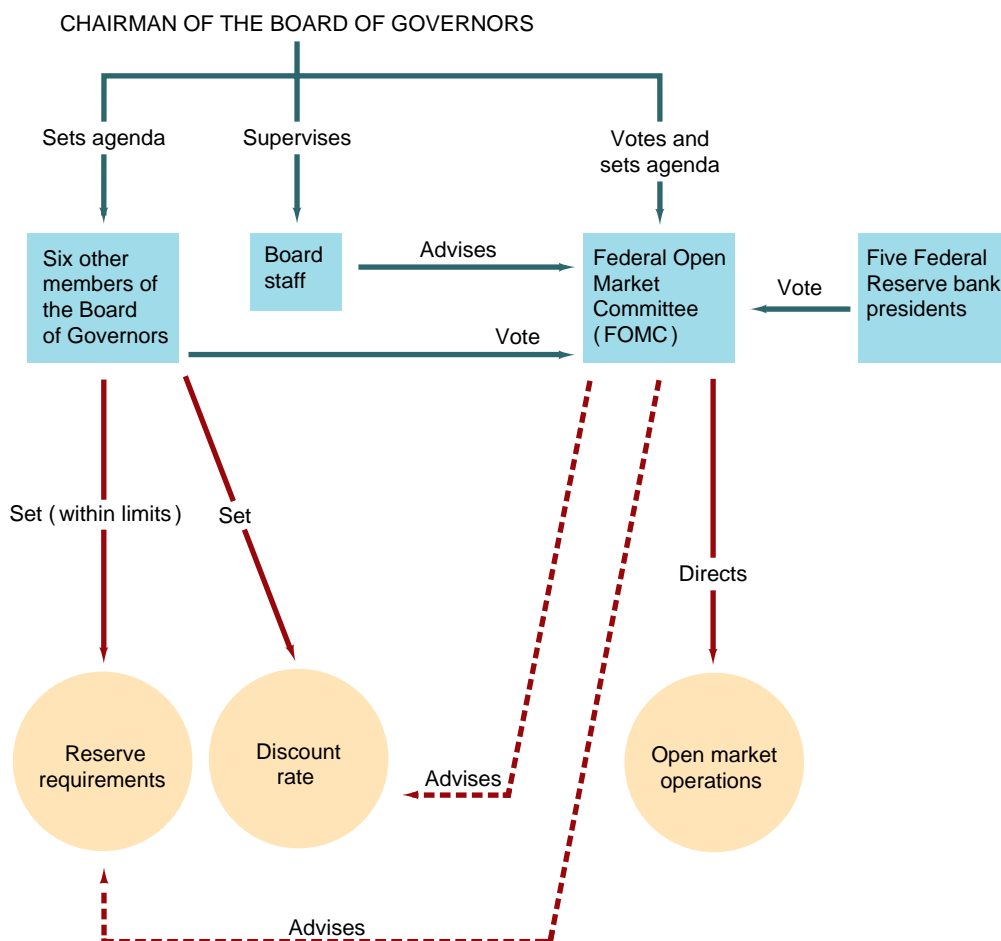 CHAIRMAN OF THE BOARD OF GOVERNORS
Sets agenda
Supervises
Votes and
sets agenda
Six other
members of
the Board
of Governors
Board
staff
Advises
Federal Open
Market
Committee
(FOMC)
Vote
Five Federal
Reserve bank
presidents
Vote
Set (within limits)
Set
Directs
Reserve
requirements
Discount
rate
Advises
Open market
operations
Advises